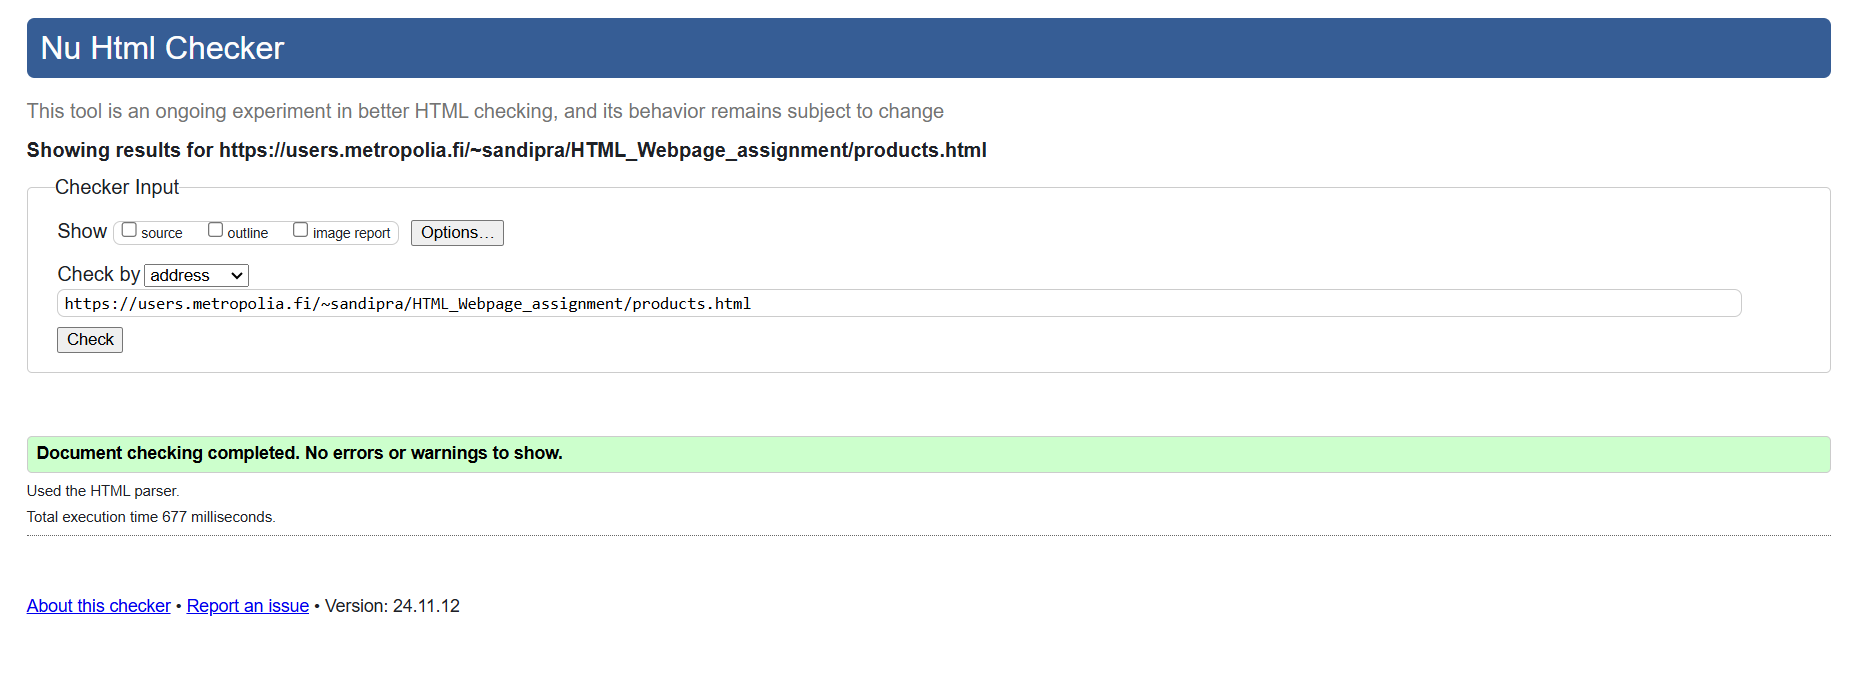 Nu Html Checker
This tool is an ongoing experiment in better HTML checking, and its behavior remains subject to change
Showing results for https://users.metropolia.fi/~sandipra/HTML_Webpage_assignment/products.html
Checker Input
Show source outline image report Options...
Check by address
https://users.metropolia.fi/~sandipra/HTML_Webpage_assignment/products.html
Check
Document checking completed. No errors or warnings to show.
Used the HTML parser.
Total execution time 677 milliseconds.
About this checker • Report an issue • Version: 24.11.12